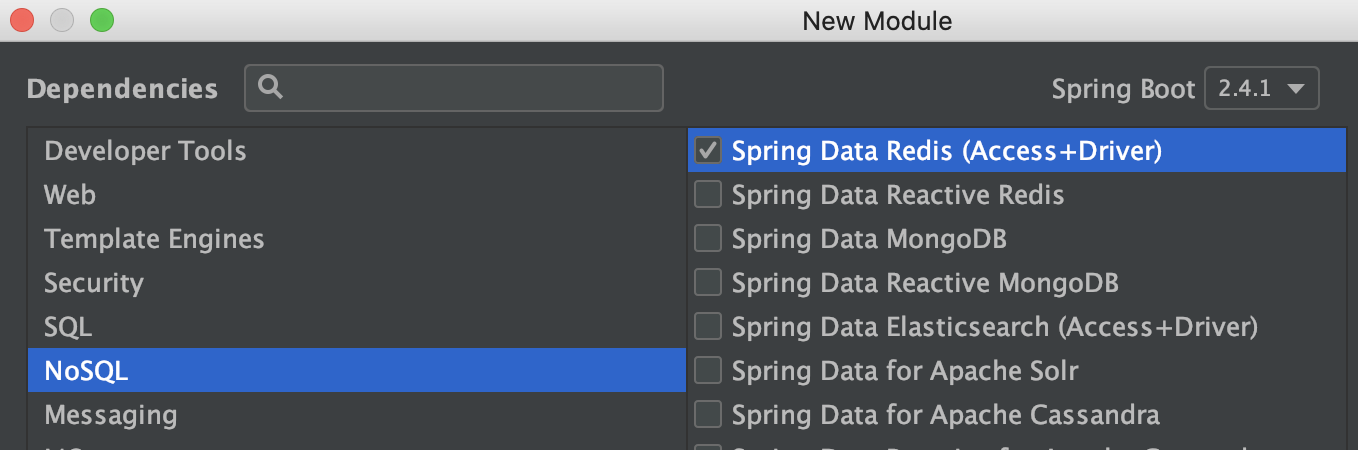 New Module
Dependencies
Spring Boot 2.4.1
Developer Tools
Web
Template Engines
Security
SQL
NoSQL
Messaging
Spring Data Redis (Access+Driver)
Spring Data Reactive Redis
Spring Data MongoDB
Spring Data Reactive MongoDB
Spring Data Elasticsearch (Access+Driver)
Spring Data for Apache Solr
Spring Data for Apache Cassandra